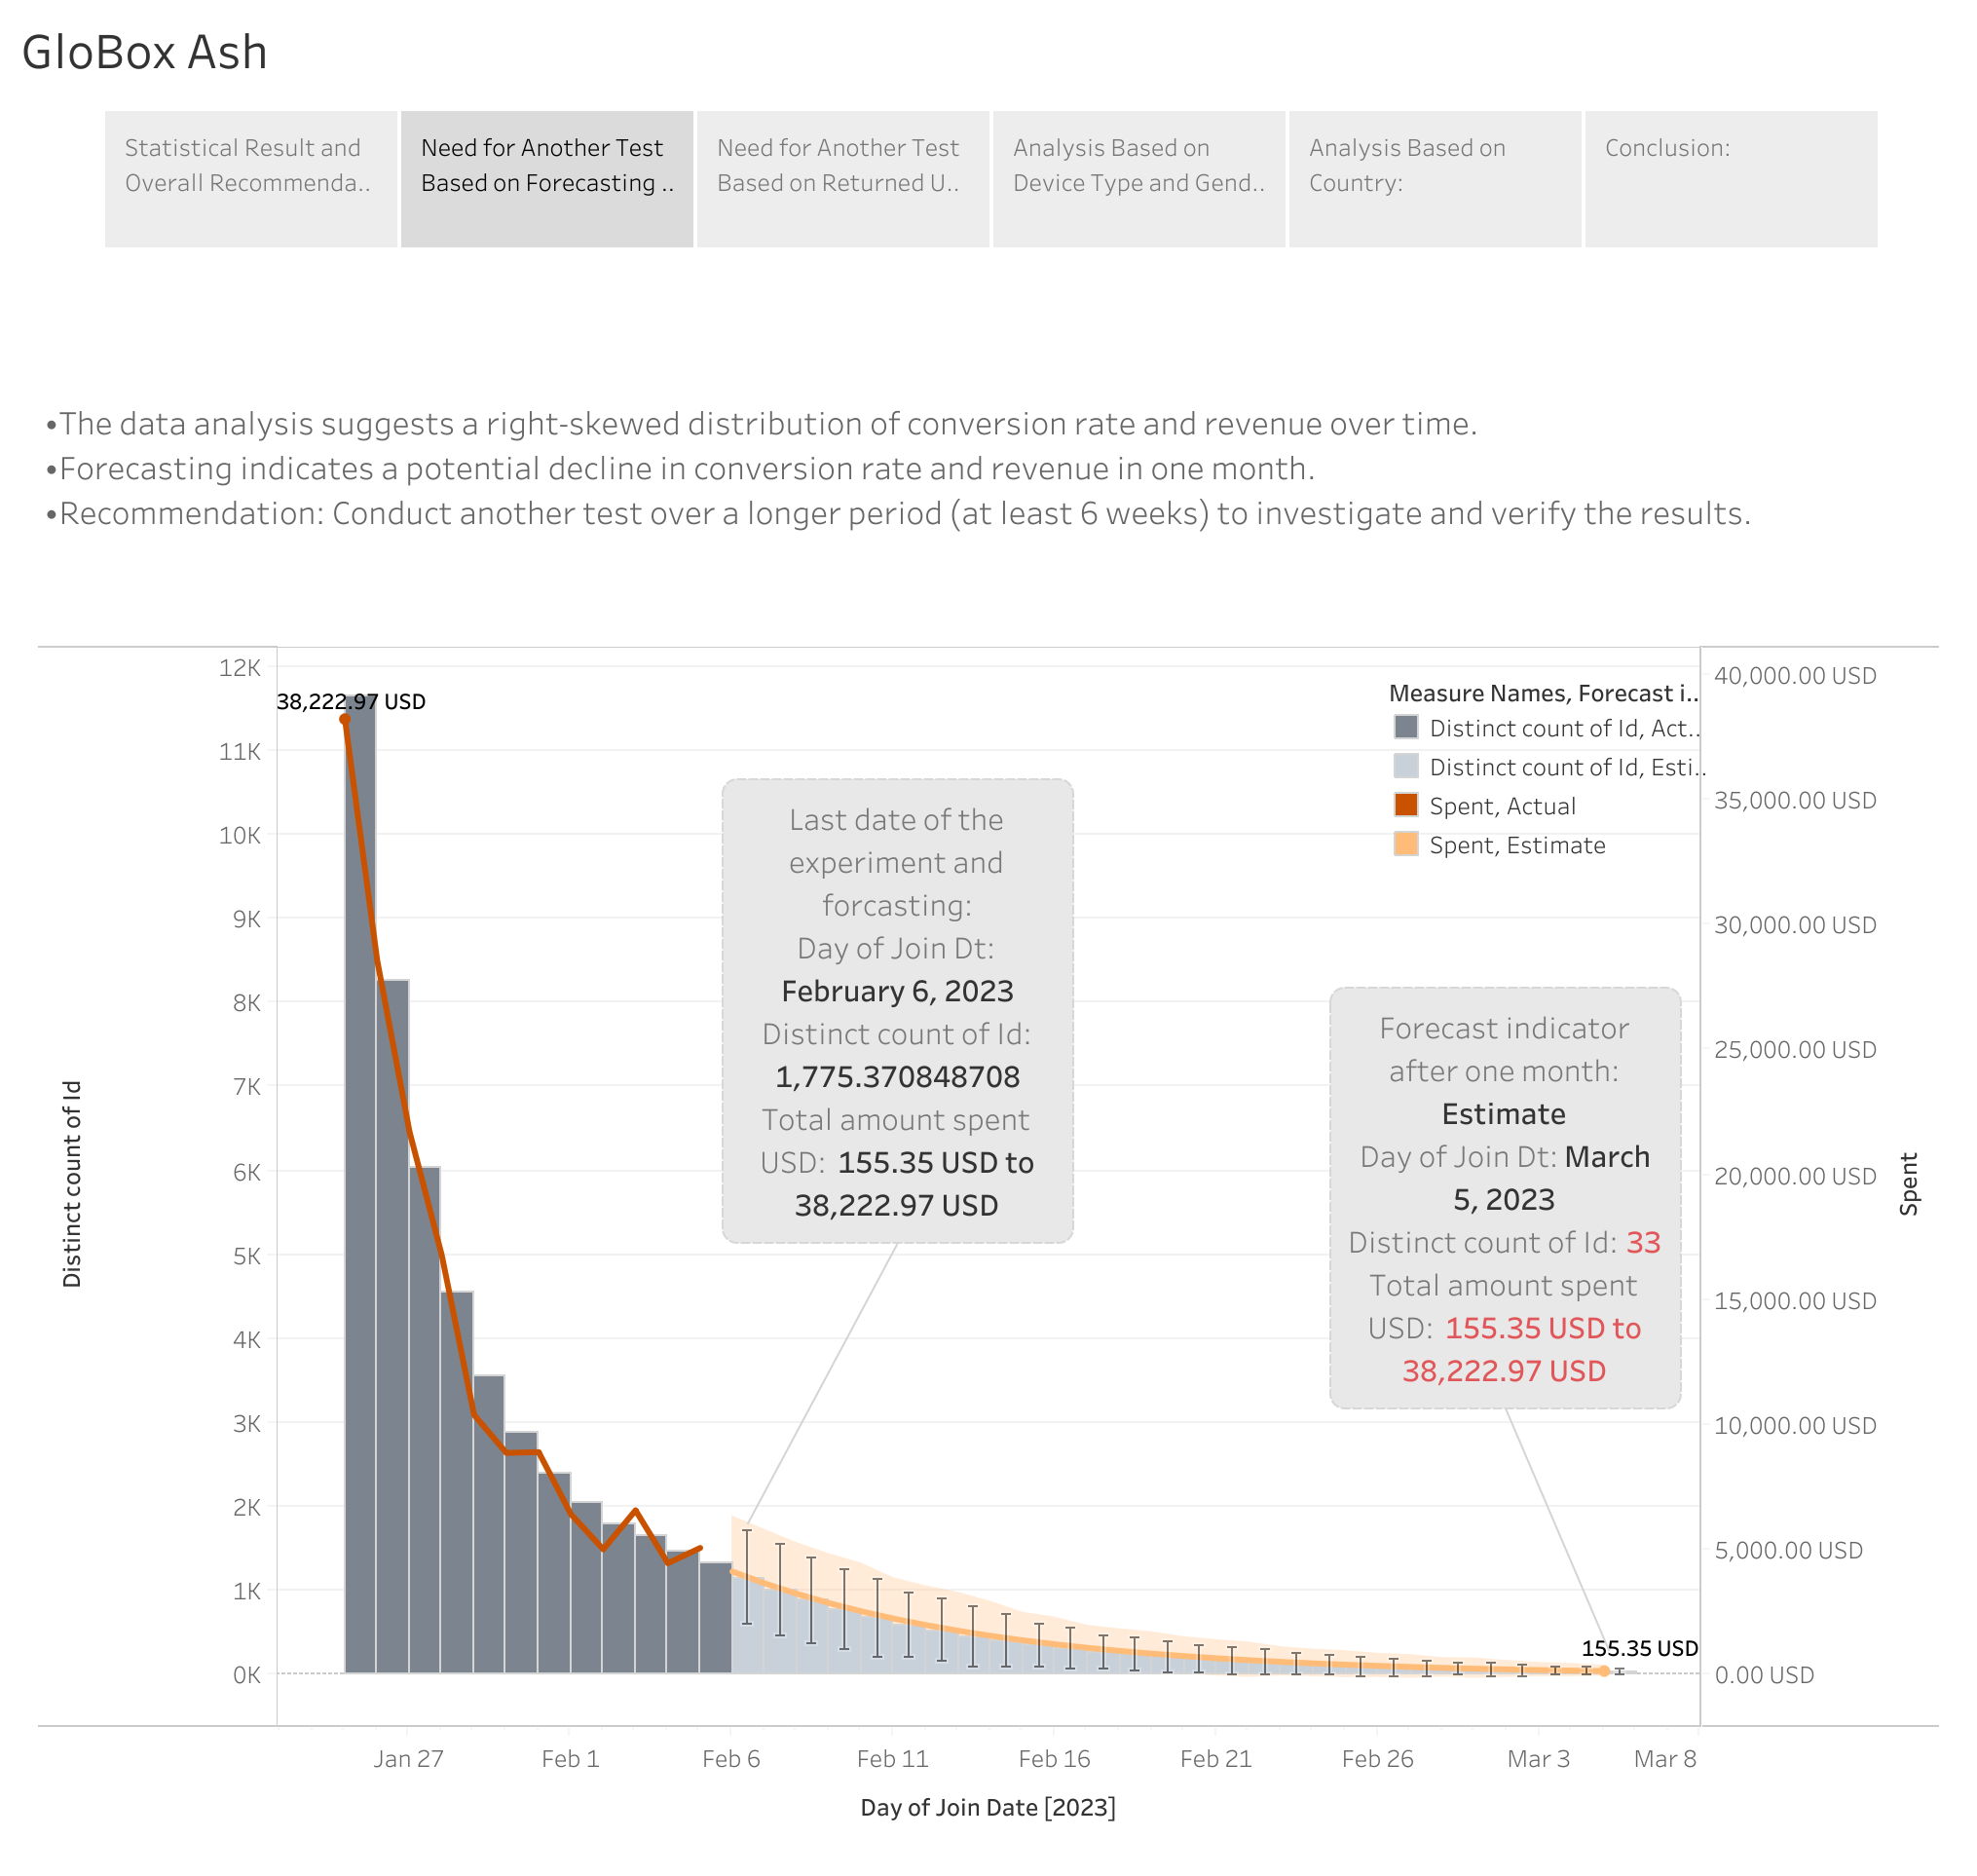 GloBox Ash
Statistical Result and
Overall Recommenda..
Need for Another Test
Based on Forecasting ..
Need for Another Test
Based on Returned U..
Analysis Based on
Device Type and Gend..
Analysis Based on
Country:
Conclusion:
•The data analysis suggests a right-skewed distribution of conversion rate and revenue over time.
•Forecasting indicates a potential decline in conversion rate and revenue in one month.
•Recommendation: Conduct another test over a longer period (at least 6 weeks) to investigate and verify the results.
Distinct count of Id
12K
11K
10K
9K
8K
7K
6K
5K
4K
3K
2K
1K
0K
38,222.97 USD
Last date of the
experiment and
forcasting:
Day of Join Dt:
February 6, 2023
Distinct count of Id:
1,775.370848708
Total amount spent
USD: 155.35 USD to
38,222.97 USD
Measure Names, Forecast i..
Distinct count of Id, Act..
Distinct count of Id, Esti..
Spent, Actual
Spent, Estimate
Forecast indicator
after one month:
Estimate
Day of Join Dt: March
5, 2023
Distinct count of Id: 33
Total amount spent
USD: 155.35 USD to
38,222.97 USD
155.35 USD
40,000.00 USD
35,000.00 USD
30,000.00 USD
25,000.00 USD
20,000.00 USD
15,000.00 USD
10,000.00 USD
5,000.00 USD
0.00 USD
Spent
Jan 27
Feb 1
Feb 6
Feb 11
Feb 16
Feb 21
Feb 26
Mar 3
Mar 8
Day of Join Date [2023]